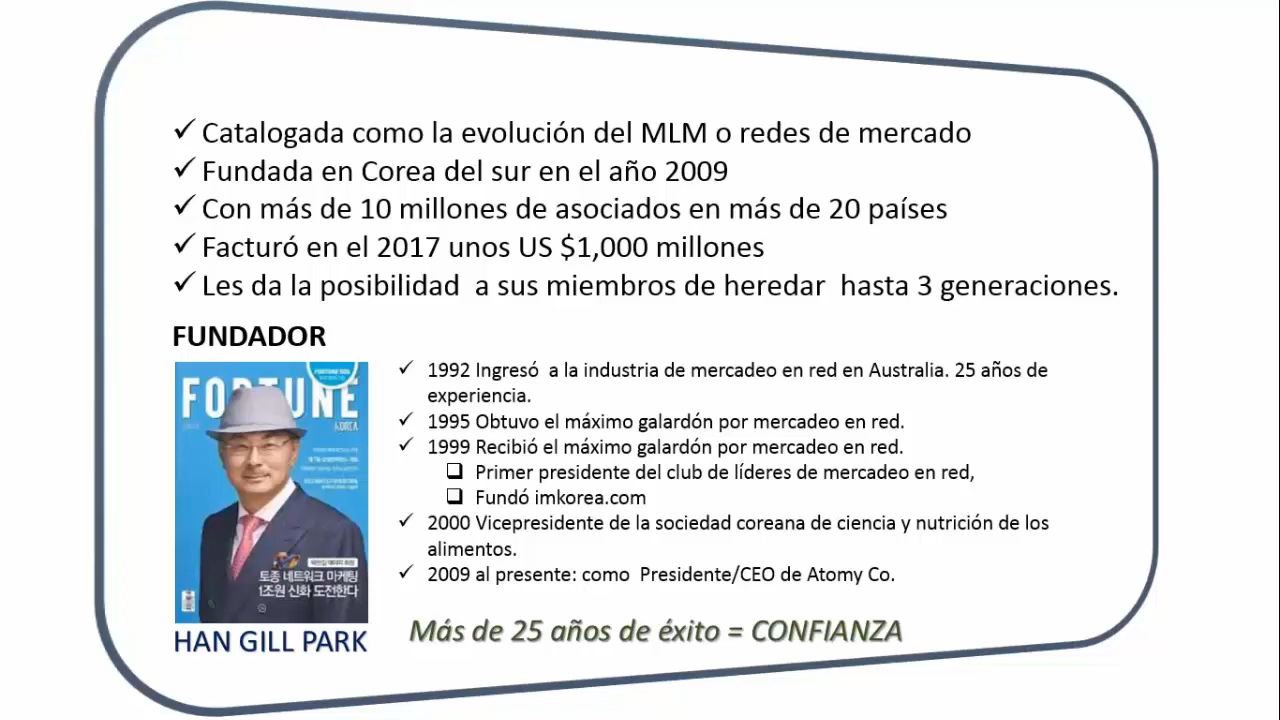 ✓ Catalogada como la evolución del MLM o redes de mercado
✓ Fundada en Corea del sur en el año 2009
✓ Con más de 10 millones de asociados en más de 20 países
✓ Facturó en el 2017 unos US $1,000 millones
✓ Les da la posibilidad a sus miembros de heredar hasta 3 generaciones.
FUNDADOR
FORTUNE
KOREA
토종 네트워크 마케팅
1조원 신화 도전한다
HAN GILL PARK
✓ 1992 Ingresó a la industria de mercadeo en red en Australia. 25 años de
experiencia.
✓ 1995 Obtuvo el máximo galardón por mercadeo en red.
✓ 1999 Recibió el máximo galardón por mercadeo en red.
❑ Primer presidente del club de líderes de mercadeo en red,
❑ Fundó imkorea.com
✓ 2000 Vicepresidente de la sociedad coreana de ciencia y nutrición de los
alimentos.
✓ 2009 al presente: como Presidente/CEO de Atomy Co.
Más de 25 años de éxito = CONFIANZA